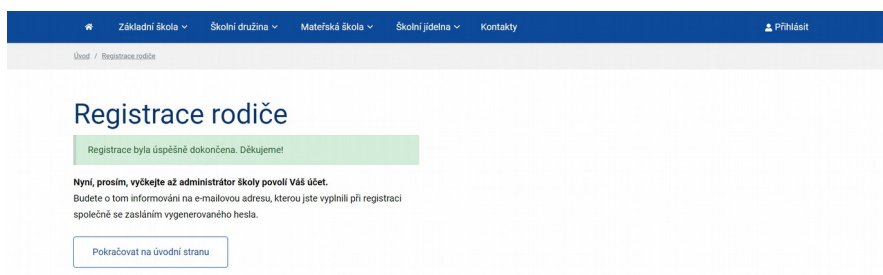 Základní škola Školní družina Mateřská škola Školní jídelna Kontakty Přihlásit
Úvod / Registrace rodiče
Registrace rodiče
Registrace byla úspěšně dokončena. Děkujeme!
Nyní, prosím, vyčkejte až administrátor školy povolí Váš účet.
Budete o tom informováni na e-mailovou adresu, kterou jste vyplnili při registraci
společně se zasláním vygenerovaného hesla.
Pokračovat na úvodní stranu